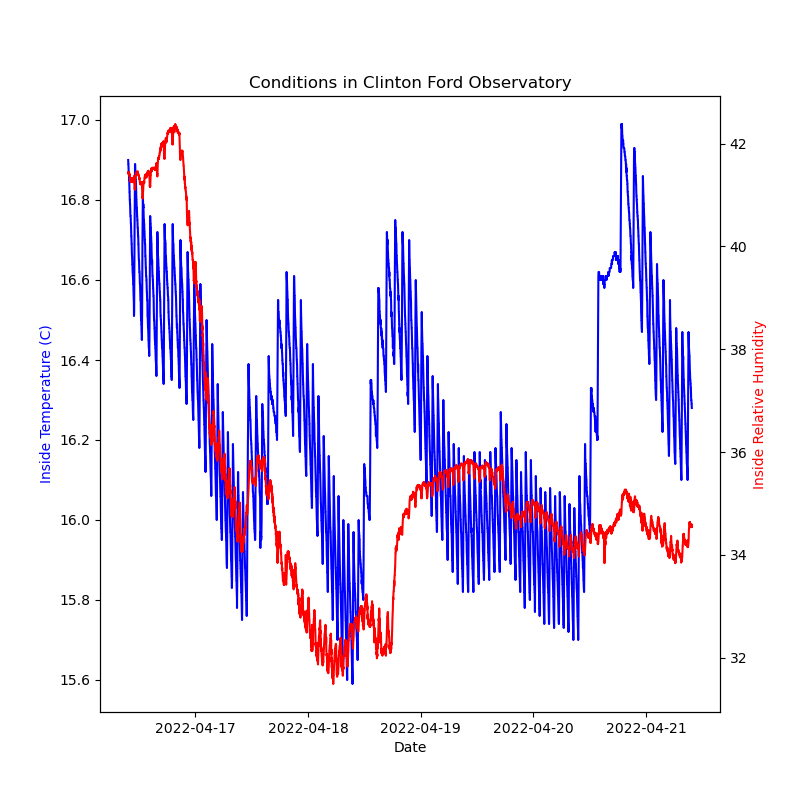 Conditions in Clinton Ford Observatory
17.0
16.8
16.6
16.4
16.2
16.0
15.8
15.6
Inside Temperature (C)
42
40
38
36
34
32
Inside Relative Humidity
2022-04-17 2022-04-18 2022-04-19 2022-04-20 2022-04-21
Date